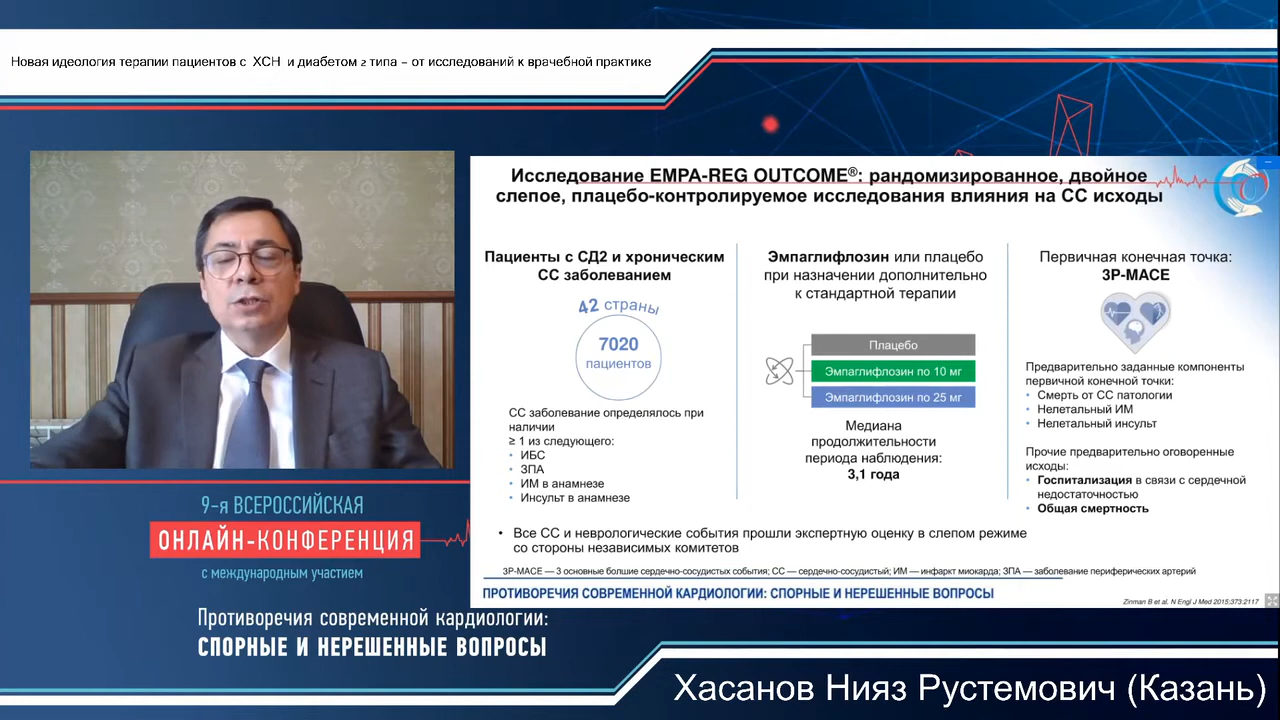 Новая идеология терапии пациентов с ХСН и диабетом 2 типа – от исследований к врачебной практике
Исследование EMPA-REG OUTCOME®: рандомизированное, двойное
слепое, плацебо-контролируемое исследования влияния на СС исходы
Пациенты с СД2 и хроническим
СС заболеванием
42 страны
7020
пациентов
СС заболевание определялось при
наличии
≥ 1 из следующего:
• ИБС
• ЗПА
• ИМ в анамнезе
• Инсульт в анамнезе
Эмпаглифлозин или плацебо
при назначении дополнительно
к стандартной терапии
Плацебо
Эмпаглифлозин по 10 мг
Эмпаглифлозин по 25 мг
Медиана
продолжительности
периода наблюдения:
3,1 года
Первичная конечная точка:
3P-MACE
Предварительно заданные компоненты
первичной конечной точки:
• Смерть от СС патологии
• Нелетальный ИМ
• Нелетальный инсульт
Прочие предварительно оговоренные
исходы:
• Госпитализация в связи с сердечной
недостаточностью
• Общая смертность
• Все СС и неврологические события прошли экспертную оценку в слепом режиме
со стороны независимых комитетов
3P-MACE — 3 основные болшие сердечно-сосудистых события; СС — сердечно-сосудистый; ИМ — инфаркт миокарда; ЗПА — заболевание периферических артерий
ПРОТИВОРЕЧИЯ СОВРЕМЕННОЙ КАРДИОЛОГИИ: СПОРНЫЕ И НЕРЕШЕННЫЕ ВОПРОСЫ
Zinman B et al. N Engl J Med 2015;373:2117
9-я ВСЕРОССИЙСКАЯ
ОНЛАЙН-КОНФЕРЕНЦИЯ
с международным участием
Противоречия современной кардиологии:
СПОРНЫЕ И НЕРЕШЕННЫЕ ВОПРОСЫ
Хасанов Нияз Рустемович (Казань)